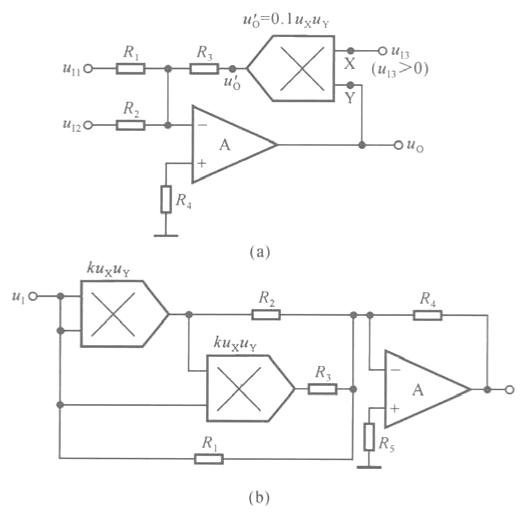 u′O=0.1uXuY
R1
R3
uI1
u′O
X
uI3
(uI3>0)
R2
Y
uI2
−
A
+
uO
R4
(a)
kuXuY
uI
R2
R4
kuXuY
R3
−
A
+
R1
R5
(b)